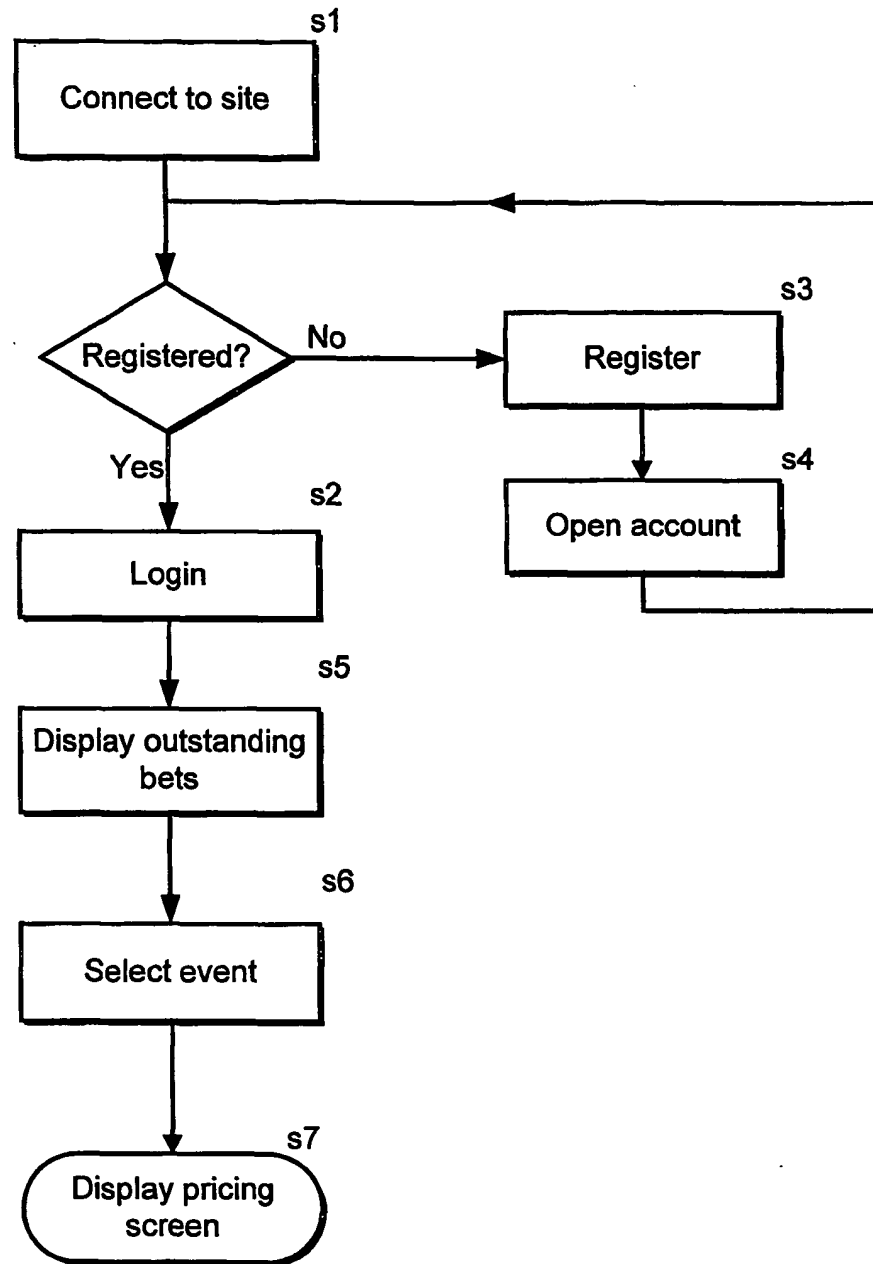 s1
Connect to site
Registered?
No
s3
Register
Yes
s4
Open account
s2
Login
s5
Display outstanding
bets
s6
Select event
s7
Display pricing
screen